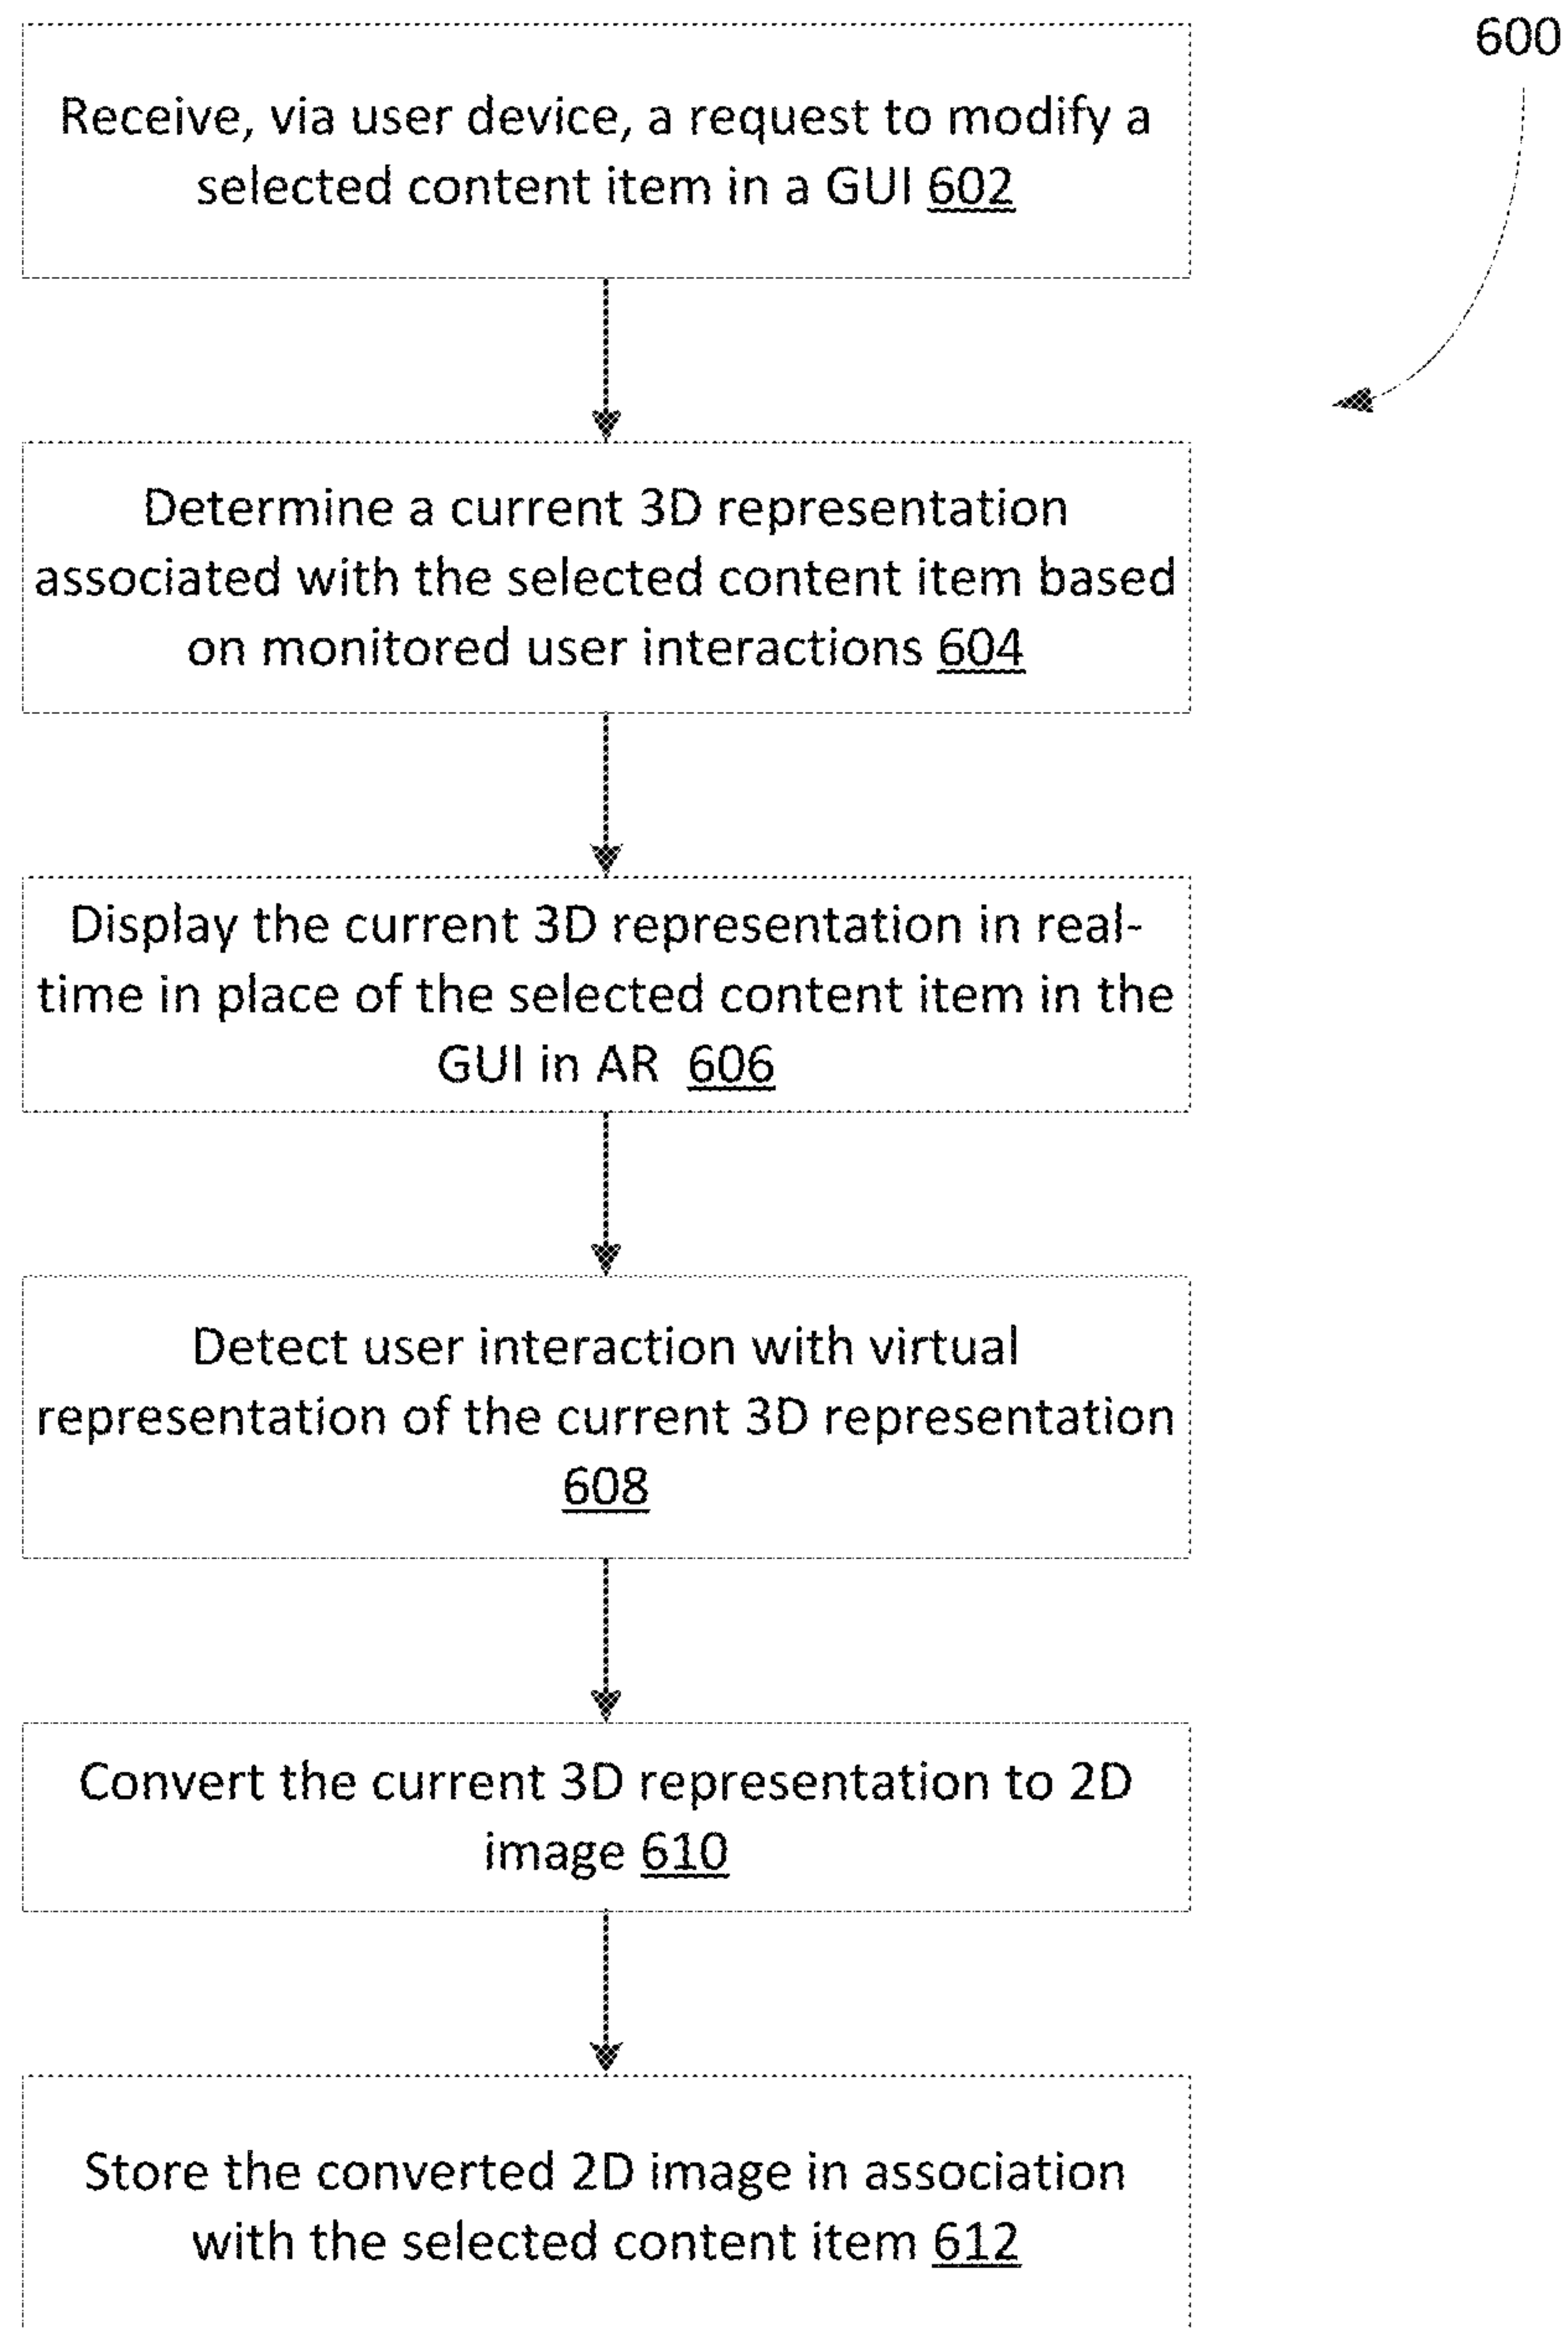 600
Receive, via user device, a request to modify a
selected content item in a GUI 602
Determine a current 3D representation
associated with the selected content item based
on monitored user interactions 604
Display the current 3D representation in real-
time in place of the selected content item in the
GUI in AR 606
Detect user interaction with virtual
representation of the current 3D representation
608
Convert the current 3D representation to 2D
image 610
Store the converted 2D image in association
with the selected content item 612